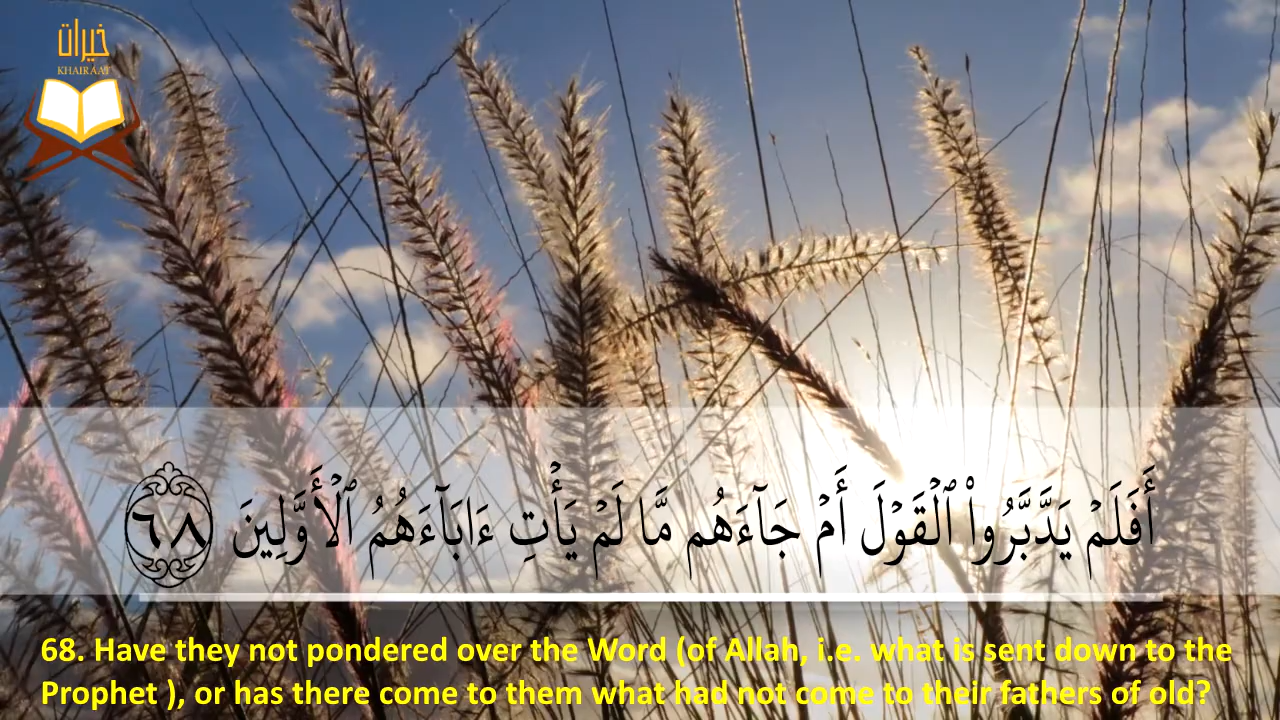 خيرات
KHAIRAAT
أَفَلَمۡ يَدَّبَّرُواْ ٱلۡقَوۡلَ أَمۡ جَآءَهُم مَّا لَمۡ يَأۡتِ ءَابَآءَهُمُ ٱلۡأَوَّلِينَ ٦٨
68. Have they not pondered over the Word (of Allah, i.e. what is sent down to the
Prophet ), or has there come to them what had not come to their fathers of old?